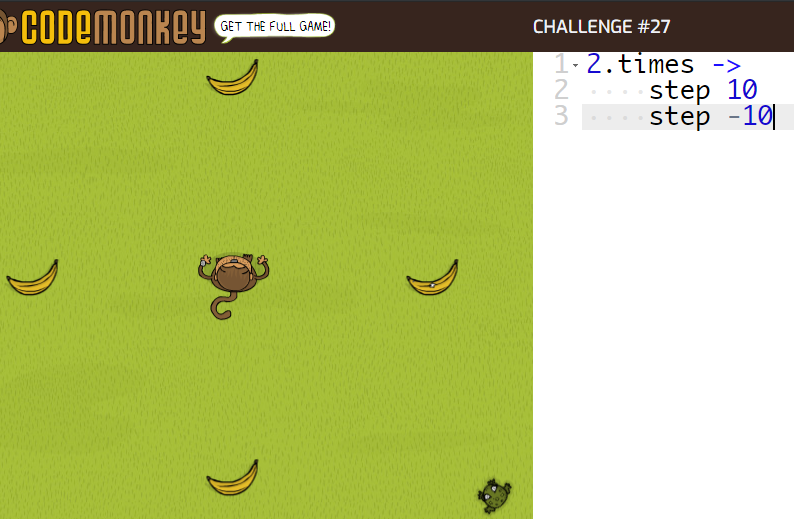 CODEMONKEY
GET THE FULL GAME!
CHALLENGE #27
1 2.times ->
2 step 10
3 step -10